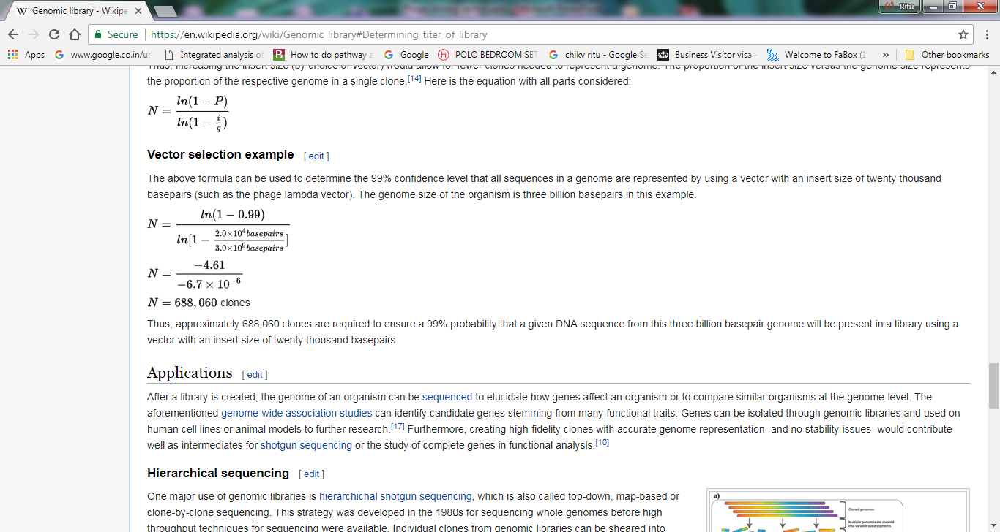 Genomic library - Wikipe
Ritu
Secure https://en.wikipedia.org/wiki/Genomic_library#Determining_titer_of_library
Apps www.google.co.in/url Integrated analysis of How to do pathway a Google POLO BEDROOM SET chikv ritu - Google Se Business Visitor visa - Welcome to FaBox (1 » Other bookmarks
Thus, increasing the insert size (by choice of vector) would allow for fewer clones needed to represent a genome. The proportion of the insert size versus the genome size represents
the proportion of the respective genome in a single clone.[14] Here is the equation with all parts considered:
N = ln(1 − P) / ln(1 − i/g)
Vector selection example [ edit ]
The above formula can be used to determine the 99% confidence level that all sequences in a genome are represented by using a vector with an insert size of twenty thousand
basepairs (such as the phage lambda vector). The genome size of the organism is three billion basepairs in this example.
N = ln(1 − 0.99) / ln[1 − 2.0×10⁴basepairs / 3.0×10⁹basepairs]
N = −4.61 / −6.7 × 10⁻⁶
N = 688,060 clones
Thus, approximately 688,060 clones are required to ensure a 99% probability that a given DNA sequence from this three billion basepair genome will be present in a library using a
vector with an insert size of twenty thousand basepairs.
Applications [ edit ]
After a library is created, the genome of an organism can be sequenced to elucidate how genes affect an organism or to compare similar organisms at the genome-level. The
aforementioned genome-wide association studies can identify candidate genes stemming from many functional traits. Genes can be isolated through genomic libraries and used on
human cell lines or animal models to further research.[17] Furthermore, creating high-fidelity clones with accurate genome representation- and no stability issues- would contribute
well as intermediates for shotgun sequencing or the study of complete genes in functional analysis.[10]
Hierarchical sequencing [ edit ]
One major use of genomic libraries is hierarchichal shotgun sequencing, which is also called top-down, map-based or
clone-by-clone sequencing. This strategy was developed in the 1980s for sequencing whole genomes before high
throughput techniques for sequencing were available. Individual clones from genomic libraries can be sheared into
a)
Cloned genomes
Multiple genomes are sheared
into variable-sized segments